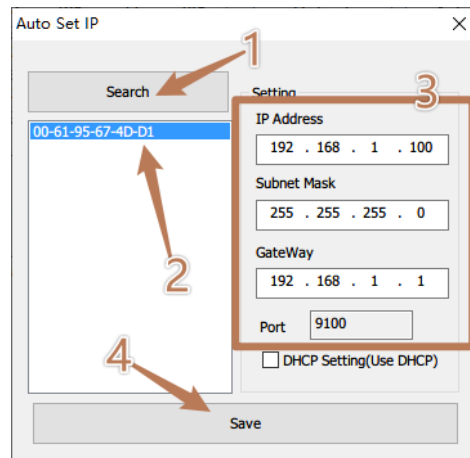 Auto Set IP
1
Search
Setting
3
00-61-95-67-4D-D1
IP Address
192 . 168 . 1 . 100
Subnet Mask
255 . 255 . 255 . 0
2
GateWay
192 . 168 . 1 . 1
Port 9100
4
DHCP Setting(Use DHCP)
Save